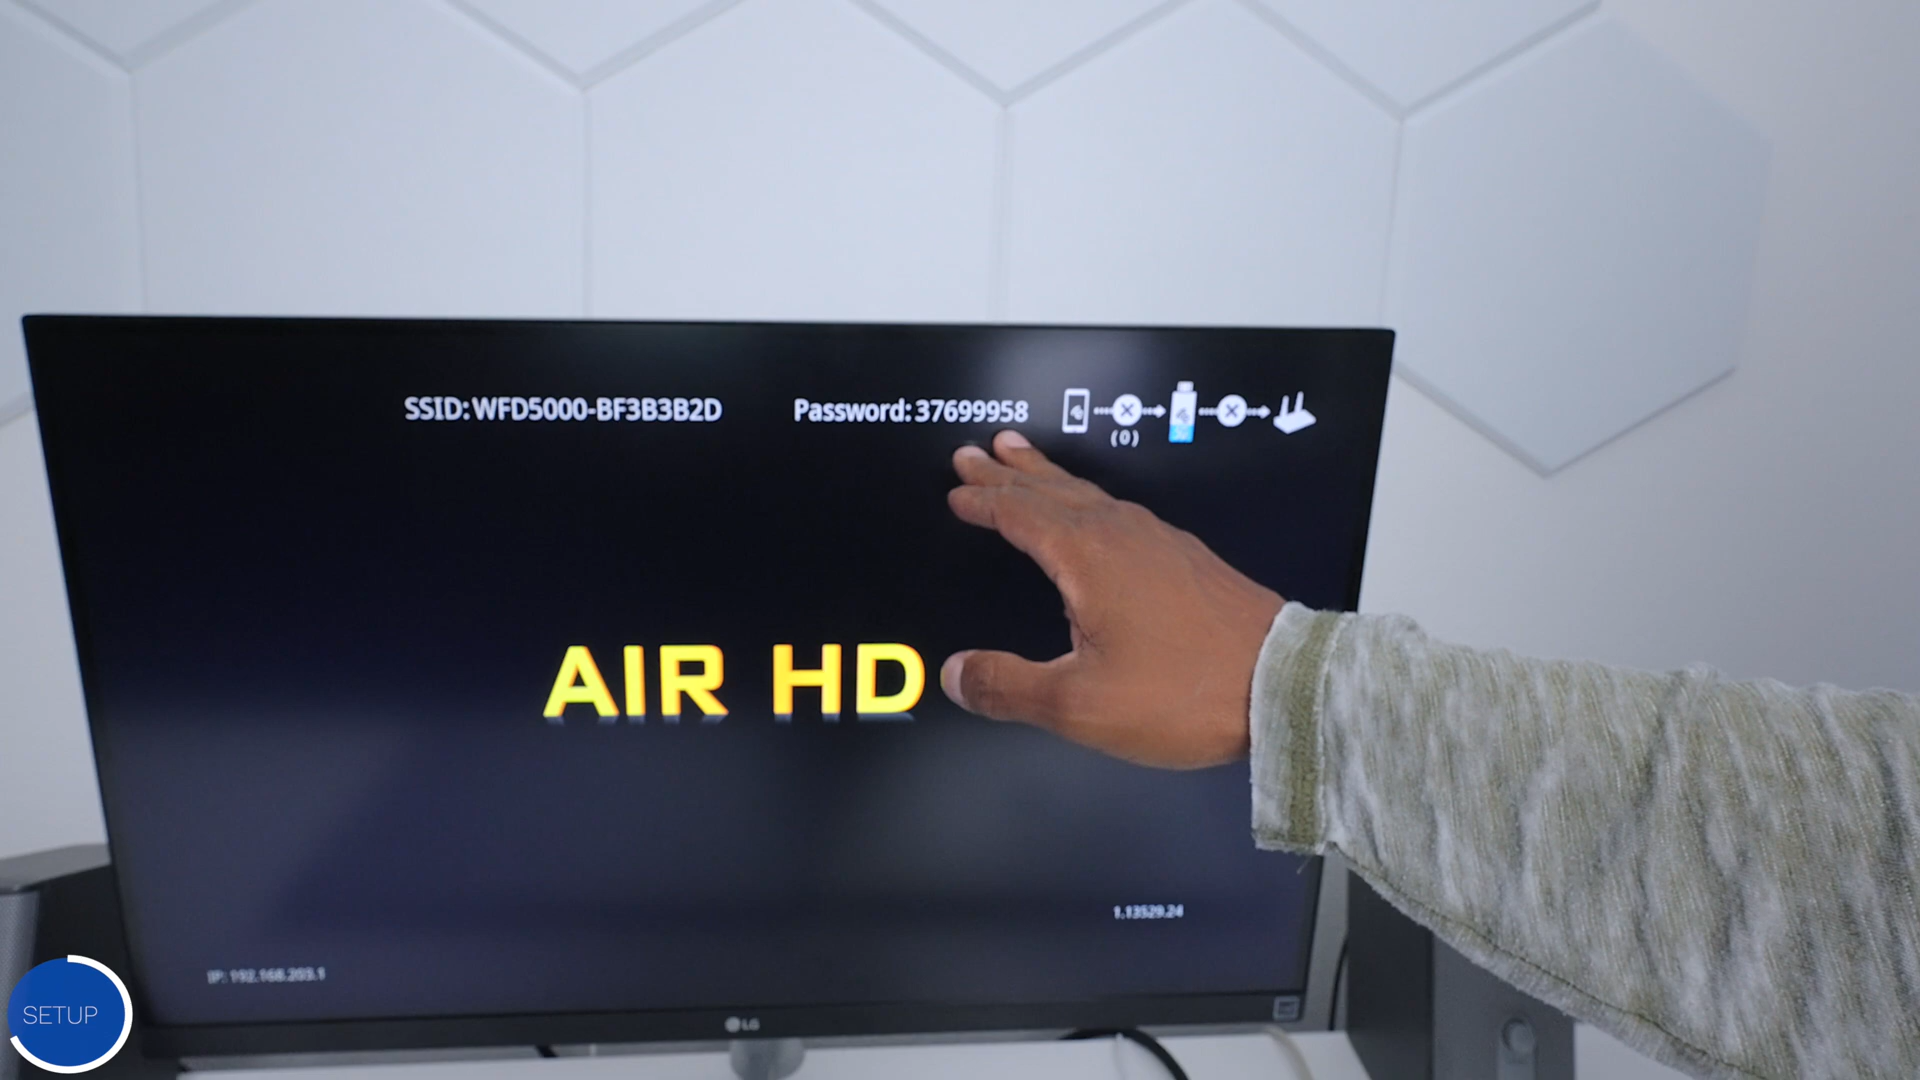 SSID:WFD5000-BF3B3B2D Password:37699958
(0)
AIR HD
1.13529.24
IP: 192.168.203.1
LG
SETUP